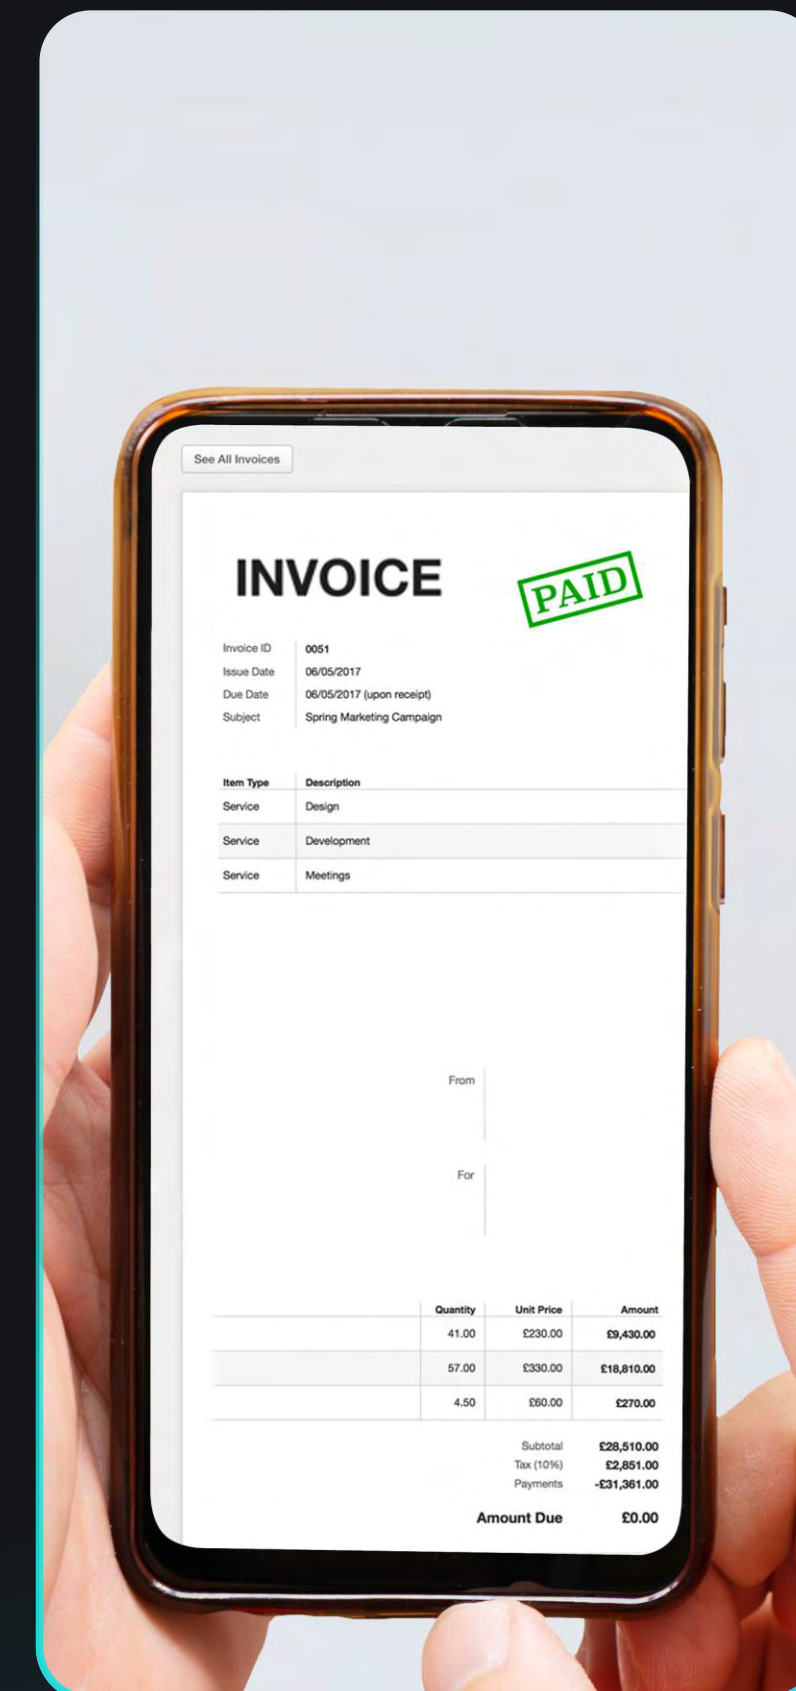 See All Invoices
INVOICE
PAID
Invoice ID 0051
Issue Date 06/05/2017
Due Date 06/05/2017 (upon receipt)
Subject Spring Marketing Campaign
Item Type Description
Service Design
Service Development
Service Meetings
From
For
Quantity Unit Price Amount
41.00 £230.00 £9,430.00
57.00 £330.00 £18,810.00
4.50 £60.00 £270.00
Subtotal £28,510.00
Tax (10%) £2,851.00
Payments -£31,361.00
Amount Due £0.00